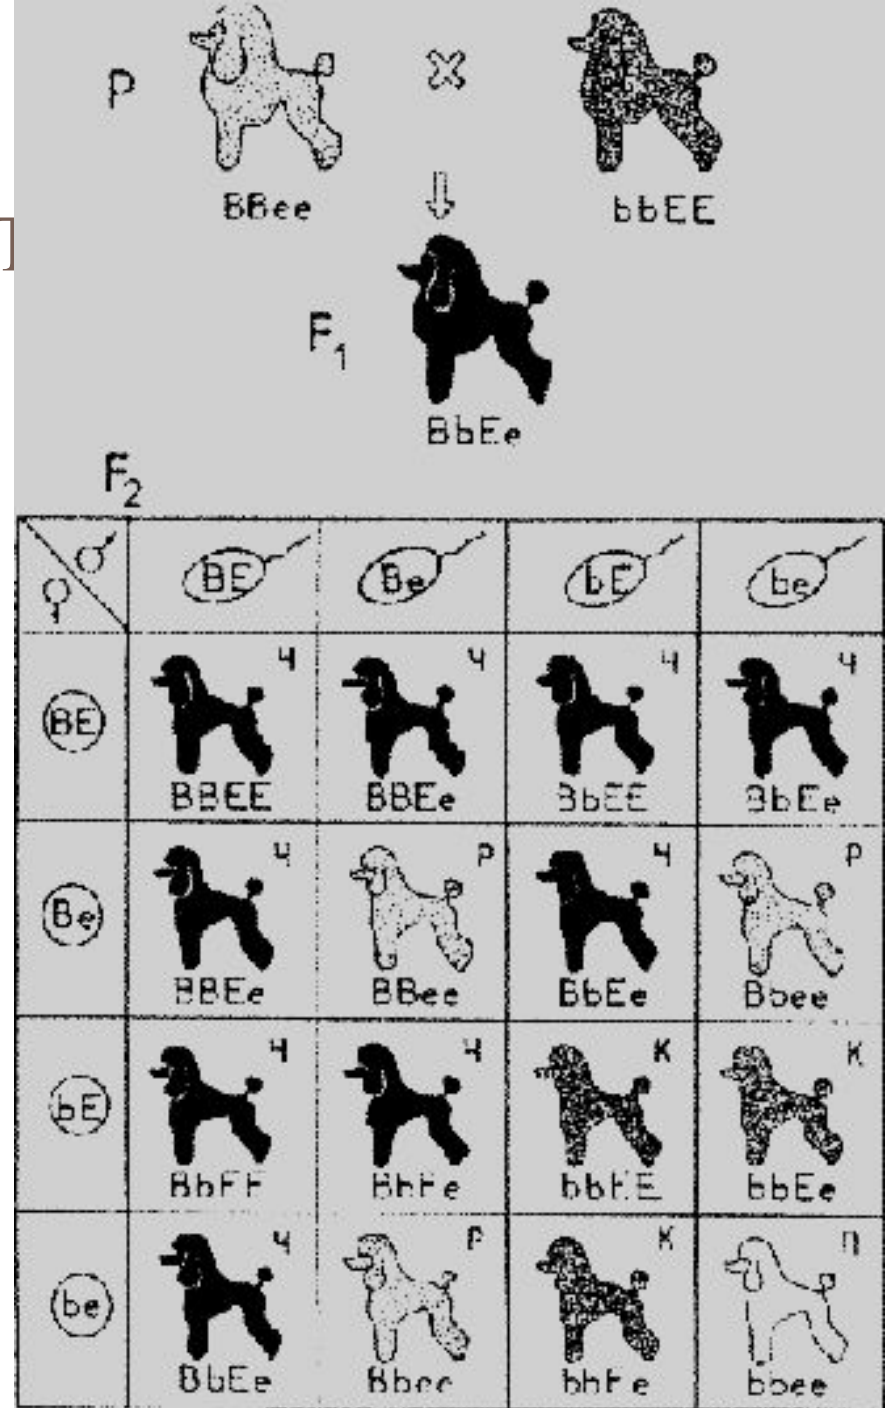 P BBee × bbEE
F1 BbEe
F2
♀ ♂ BE Be bE be
BE Ч Ч Ч Ч
BBEE BBEe BbEE BbEe
Be Ч Р Ч Р
BBEe BBee BbEe Bbee
bE Ч Ч К К
BbEE BbEe bbEE bbEe
be Ч Р К П
BbEe Bbee bbEe bbee